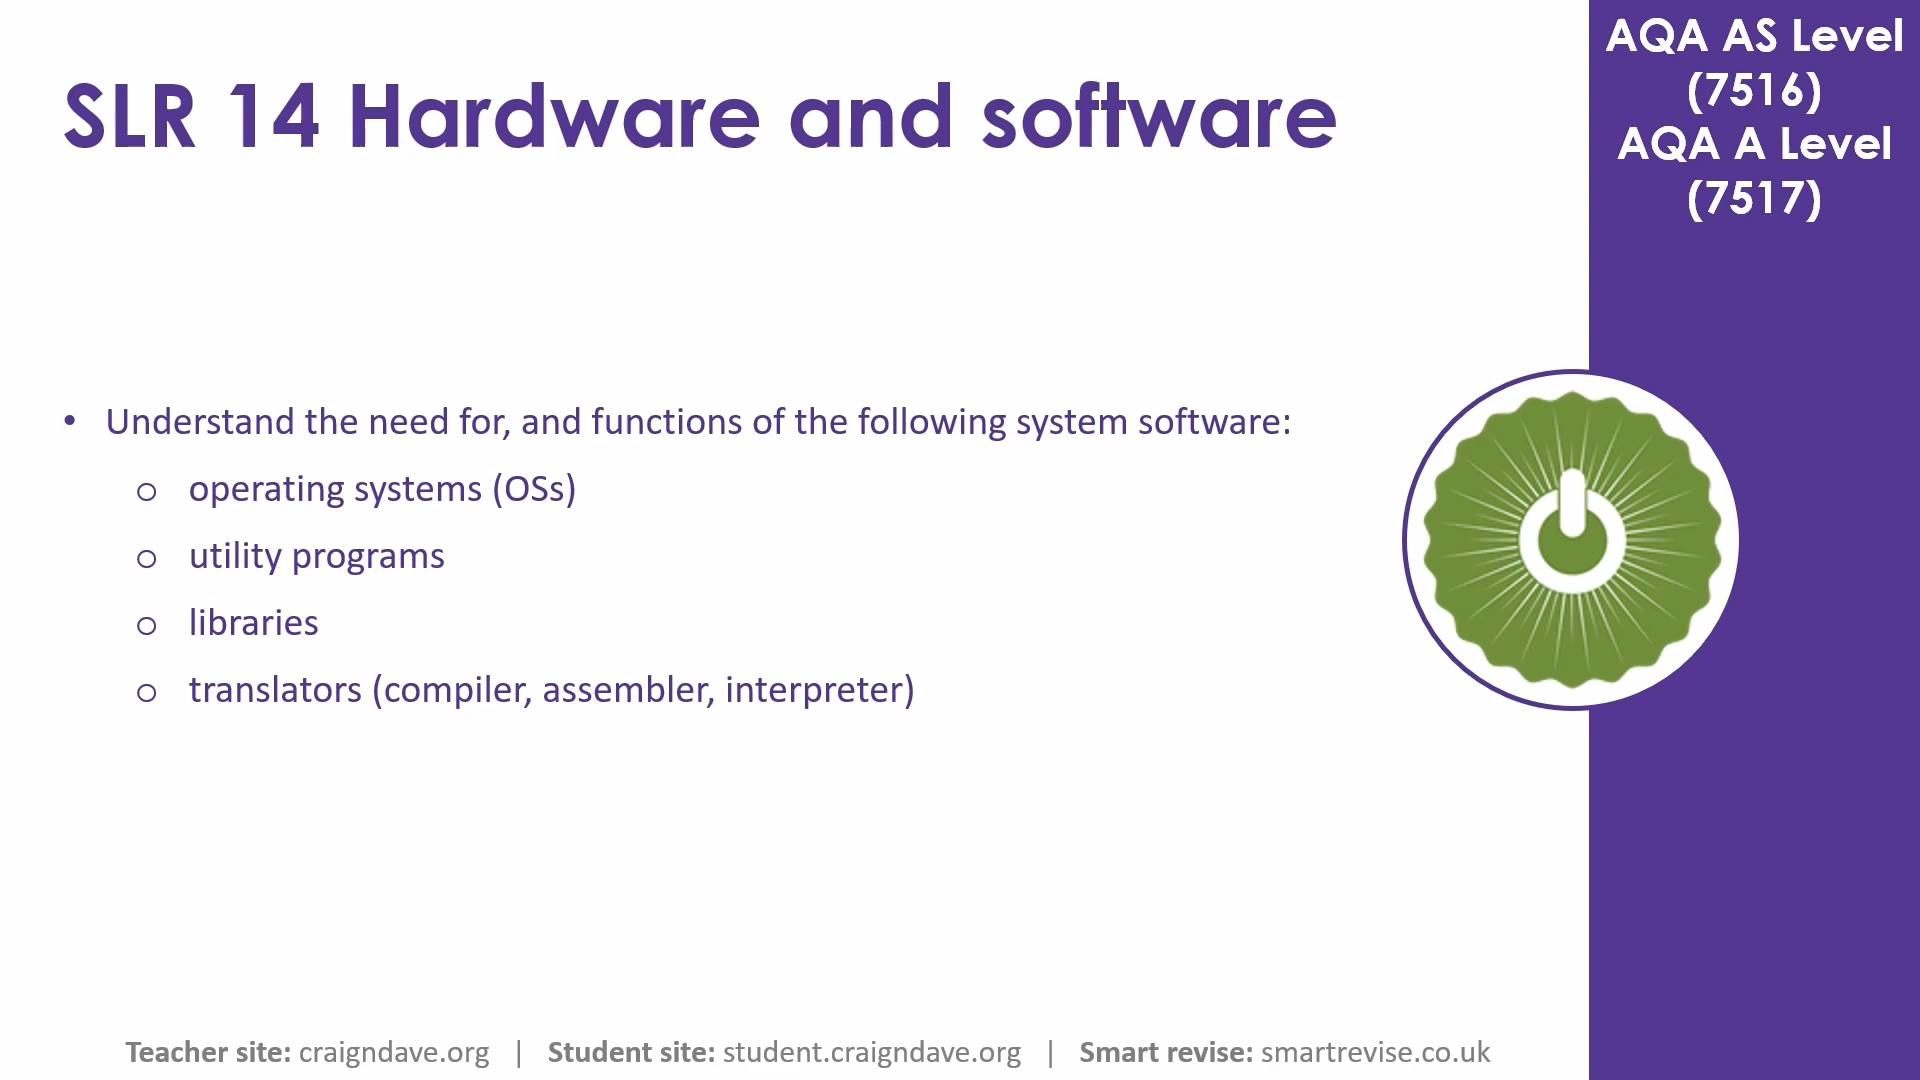 SLR 14 Hardware and software
AQA AS Level
(7516)
AQA A Level
(7517)
• Understand the need for, and functions of the following system software:
o operating systems (OSs)
o utility programs
o libraries
o translators (compiler, assembler, interpreter)
Teacher site: craigndave.org | Student site: student.craigndave.org | Smart revise: smartrevise.co.uk